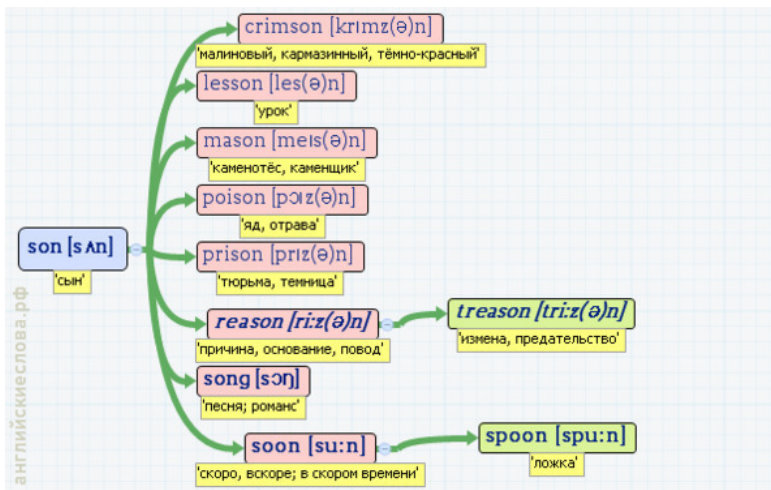 crimson [krɪmz(ə)n]
'малиновый, кармазинный, тёмно-красный'
lesson [les(ə)n]
'урок'
mason [meɪs(ə)n]
'каменотёс, каменщик'
poison [pɔɪz(ə)n]
'яд, отрава'
son [sʌn]
'сын'
prison [prɪz(ə)n]
'тюрьма, темница'
reason [ri:z(ə)n]
'причина, основание, повод'
treason [tri:z(ə)n]
'измена, предательство'
song [sɔŋ]
'песня; романс'
soon [su:n]
'скоро, вскоре; в скором времени'
spoon [spu:n]
'ложка'
английскиеслова.рф